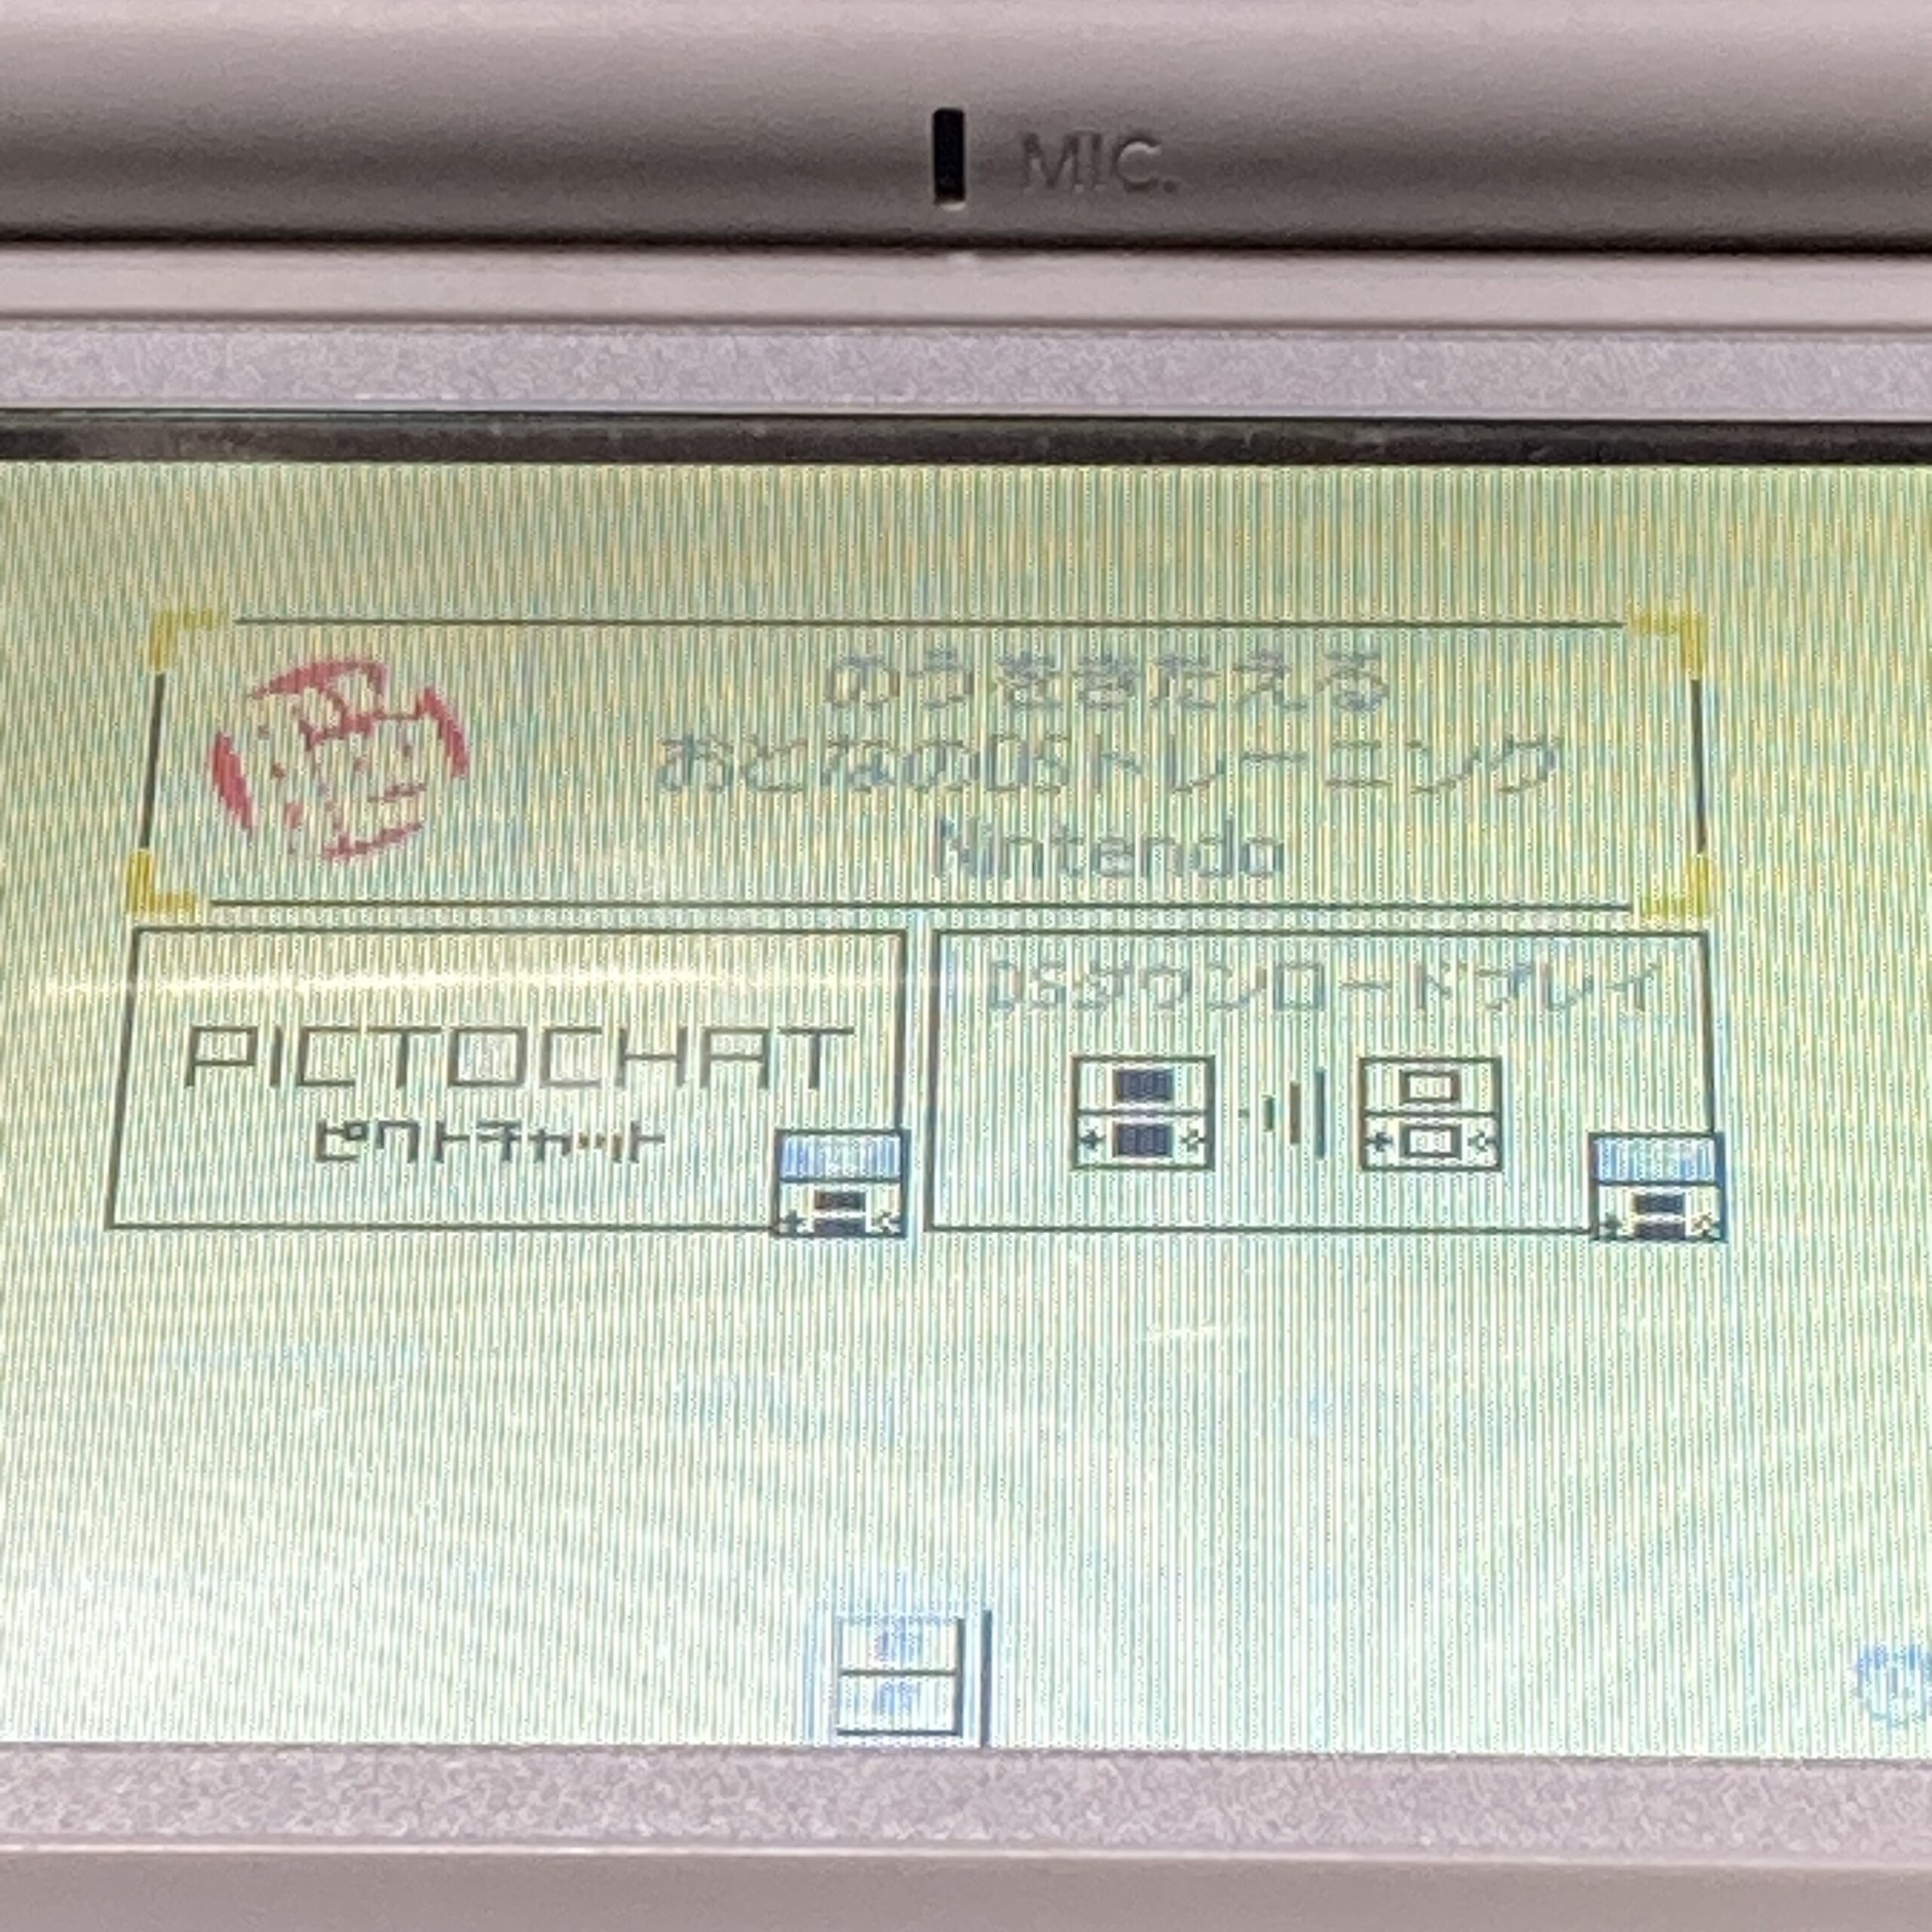 MIC.
のうをきたえる
おとなのDSトレーニング
Nintendo
PICTOCHAT
ピクトチャット
DSダウンロードプレイ